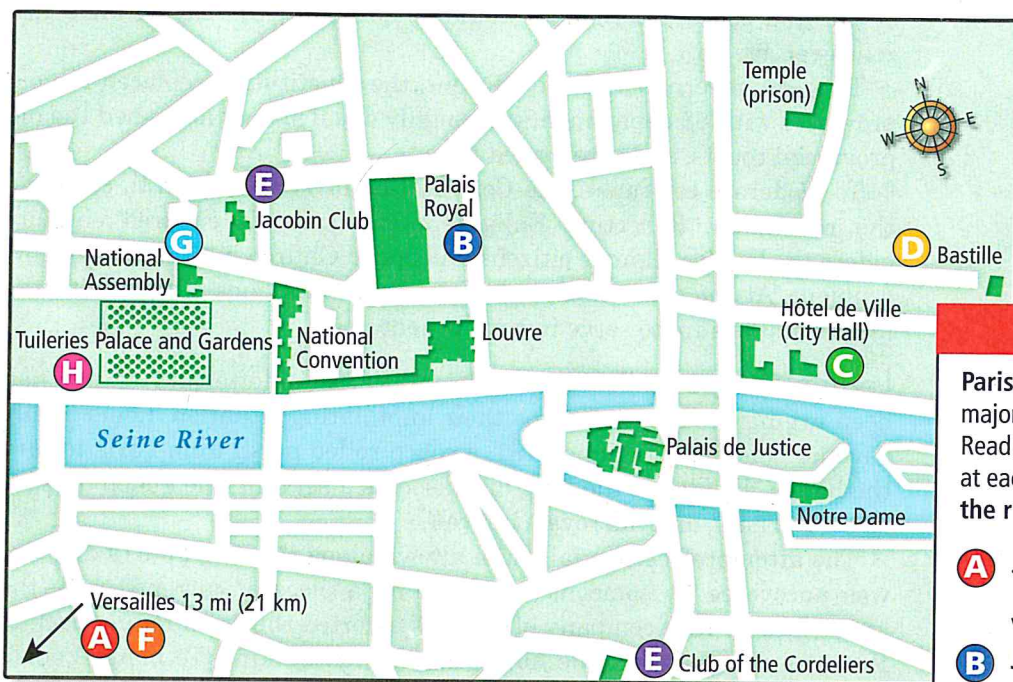 Temple
(prison)
N
E
W
S
E
Jacobin Club
Palais
Royal
B
G
National
Assembly
D
Bastille
Tuileries Palace and Gardens
H
National
Convention
Louvre
Hôtel de Ville
(City Hall)
C
Seine River
Palais de Justice
Notre Dame
Versailles 13 mi (21 km)
A
F
E
Club of the Cordeliers
Paris
major
Read
at
the
A
B